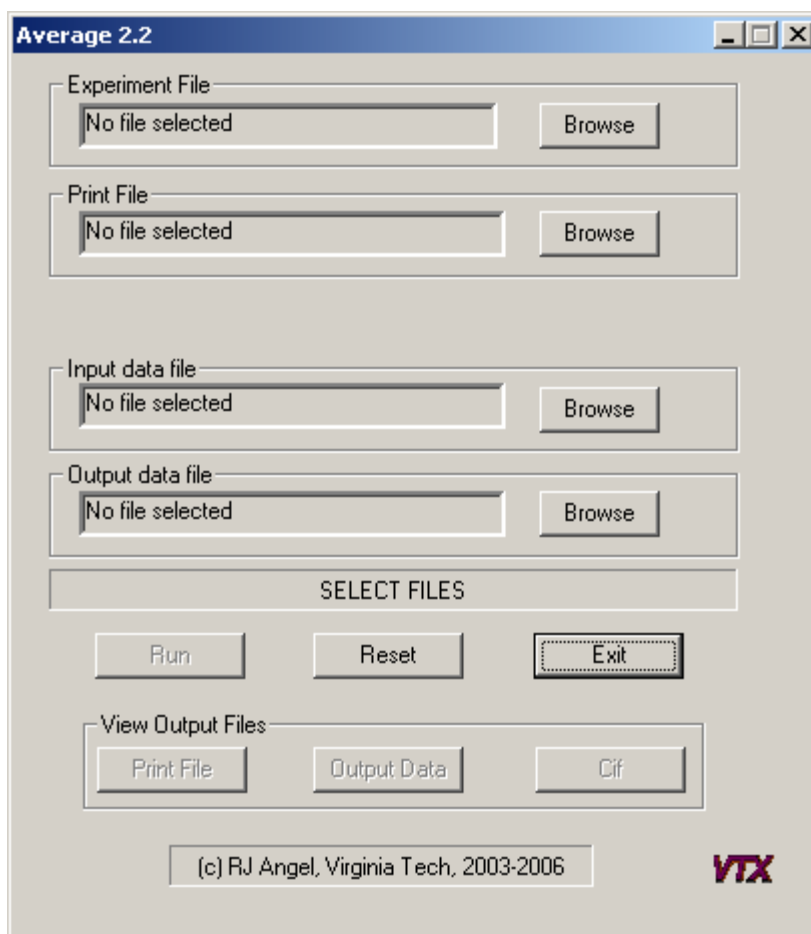 Average 2.2
Experiment File
No file selected
Browse
Print File
No file selected
Browse
Input data file
No file selected
Browse
Output data file
No file selected
Browse
SELECT FILES
Run Reset Exit
View Output Files
Print File Output Data Cif
(c) RJ Angel, Virginia Tech, 2003-2006
VTX